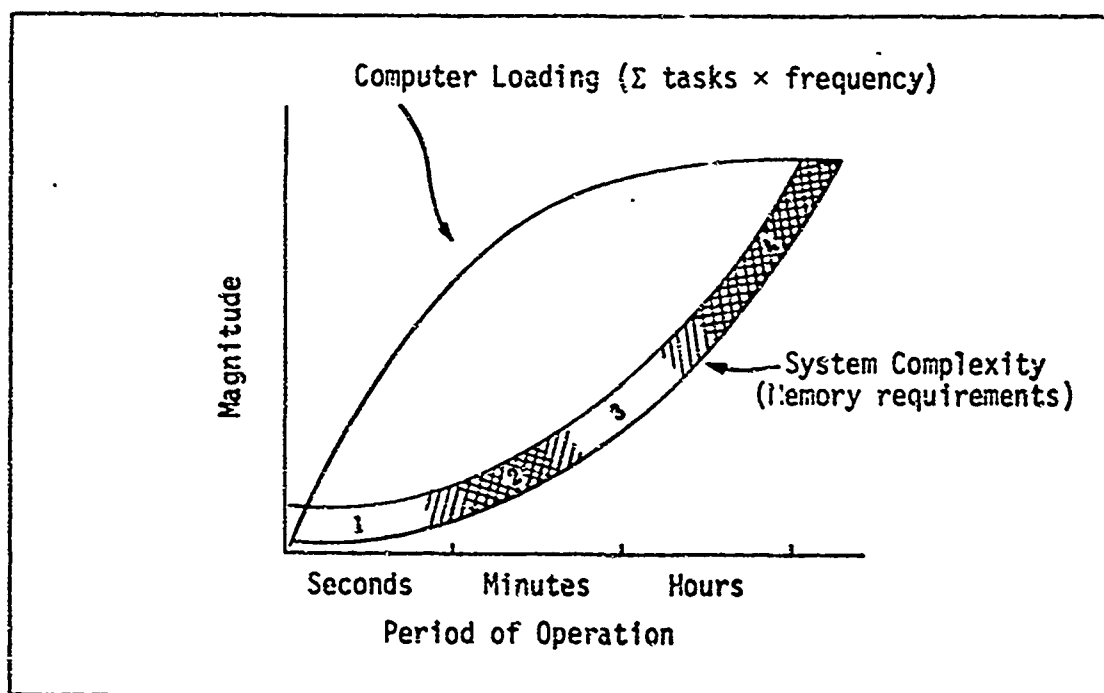 Computer Loading (Σ tasks × frequency)
Magnitude
System Complexity
(Memory requirements)
4
3
2
1
Seconds Minutes Hours
Period of Operation